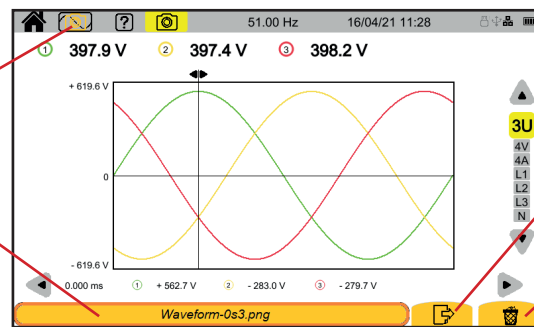 ? 51.00 Hz 16/04/21 11:28
1 397.9 V 2 397.4 V 3 398.2 V
+ 619.6 V
0
- 619.6 V
3U
4V
4A
L1
L2
L3
N
0.000 ms 1 + 562.7 V 2 - 283.0 V 3 - 279.7 V
Waveform-0s3.png